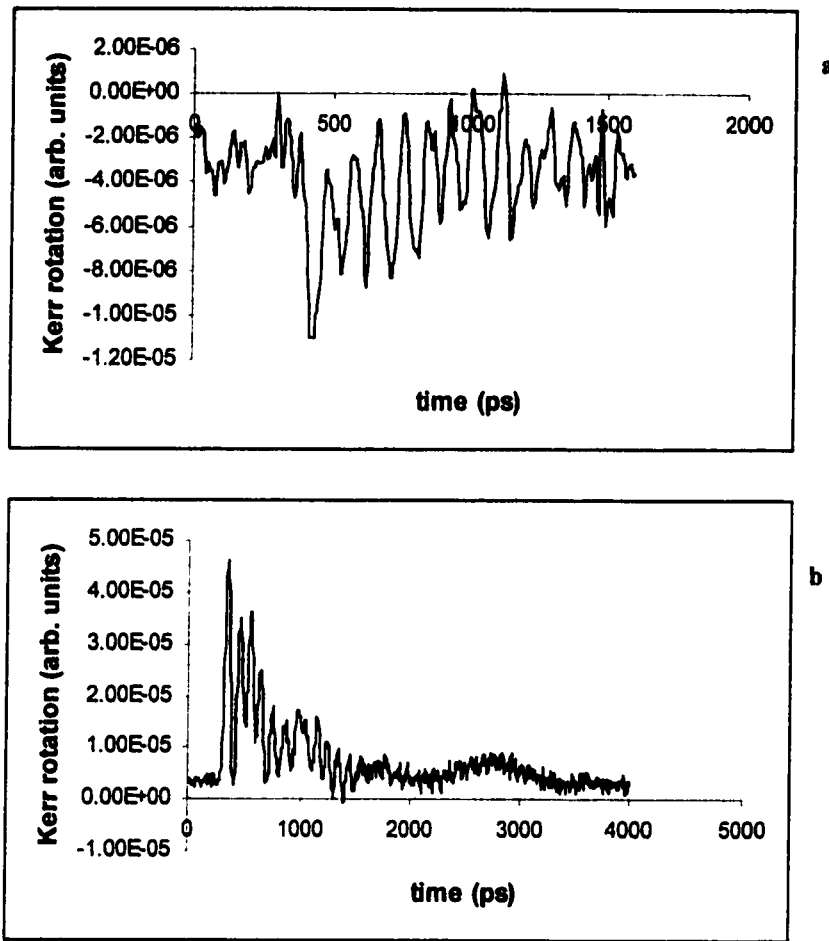 a
2.00E-06
0.00E+00
-2.00E-06
-4.00E-06
-6.00E-06
-8.00E-06
-1.00E-05
-1.20E-05
0 500 1000 1500 2000
Kerr rotation (arb. units)
time (ps)
b
5.00E-05
4.00E-05
3.00E-05
2.00E-05
1.00E-05
0.00E+00
-1.00E-05
0 1000 2000 3000 4000 5000
Kerr rotation (arb. units)
time (ps)